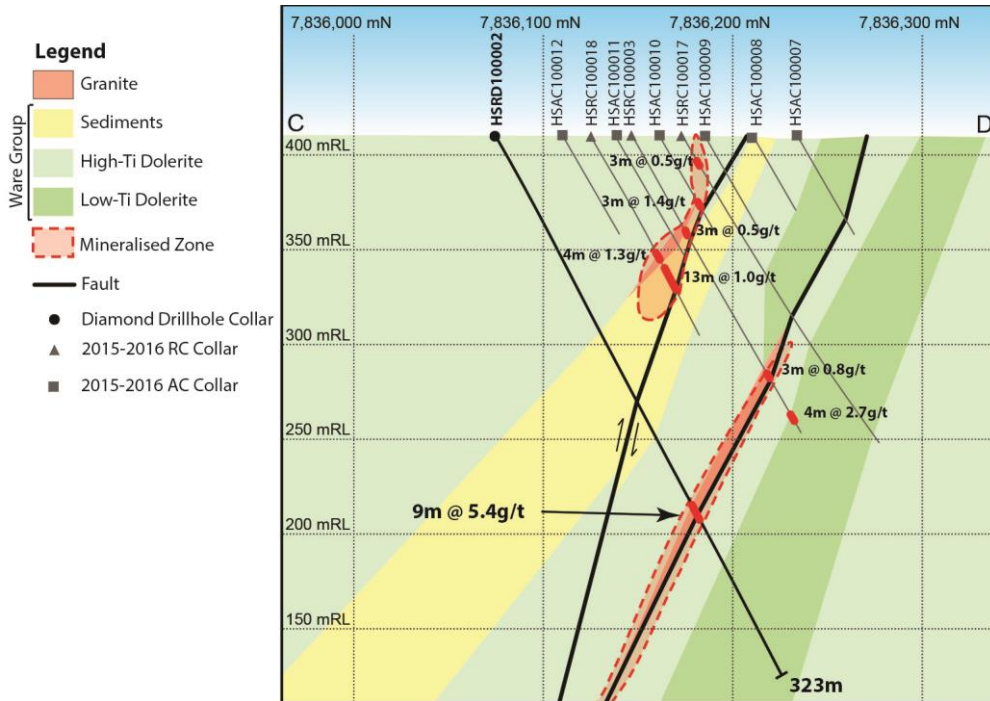 7,836,000 mN
7,836,100 mN
7,836,200 mN
7,836,300 mN
Legend
Granite
Ware Group
Sediments
High-Ti Dolerite
Low-Ti Dolerite
Mineralised Zone
Fault
Diamond Drillhole Collar
2015-2016 RC Collar
2015-2016 AC Collar
C
D
HSRD100002
HSAC100012
HSRC100018
HSAC100011
HSRC100003
HSAC100010
HSRC100017
HSAC100009
HSAC100008
HSAC100007
400 mRL
3m @ 0.5g/t
3m @ 1.4g/t
3m @ 0.5g/t
350 mRL
4m @ 1.3g/t
13m @ 1.0g/t
300 mRL
3m @ 0.8g/t
4m @ 2.7g/t
250 mRL
9m @ 5.4g/t
200 mRL
150 mRL
323m